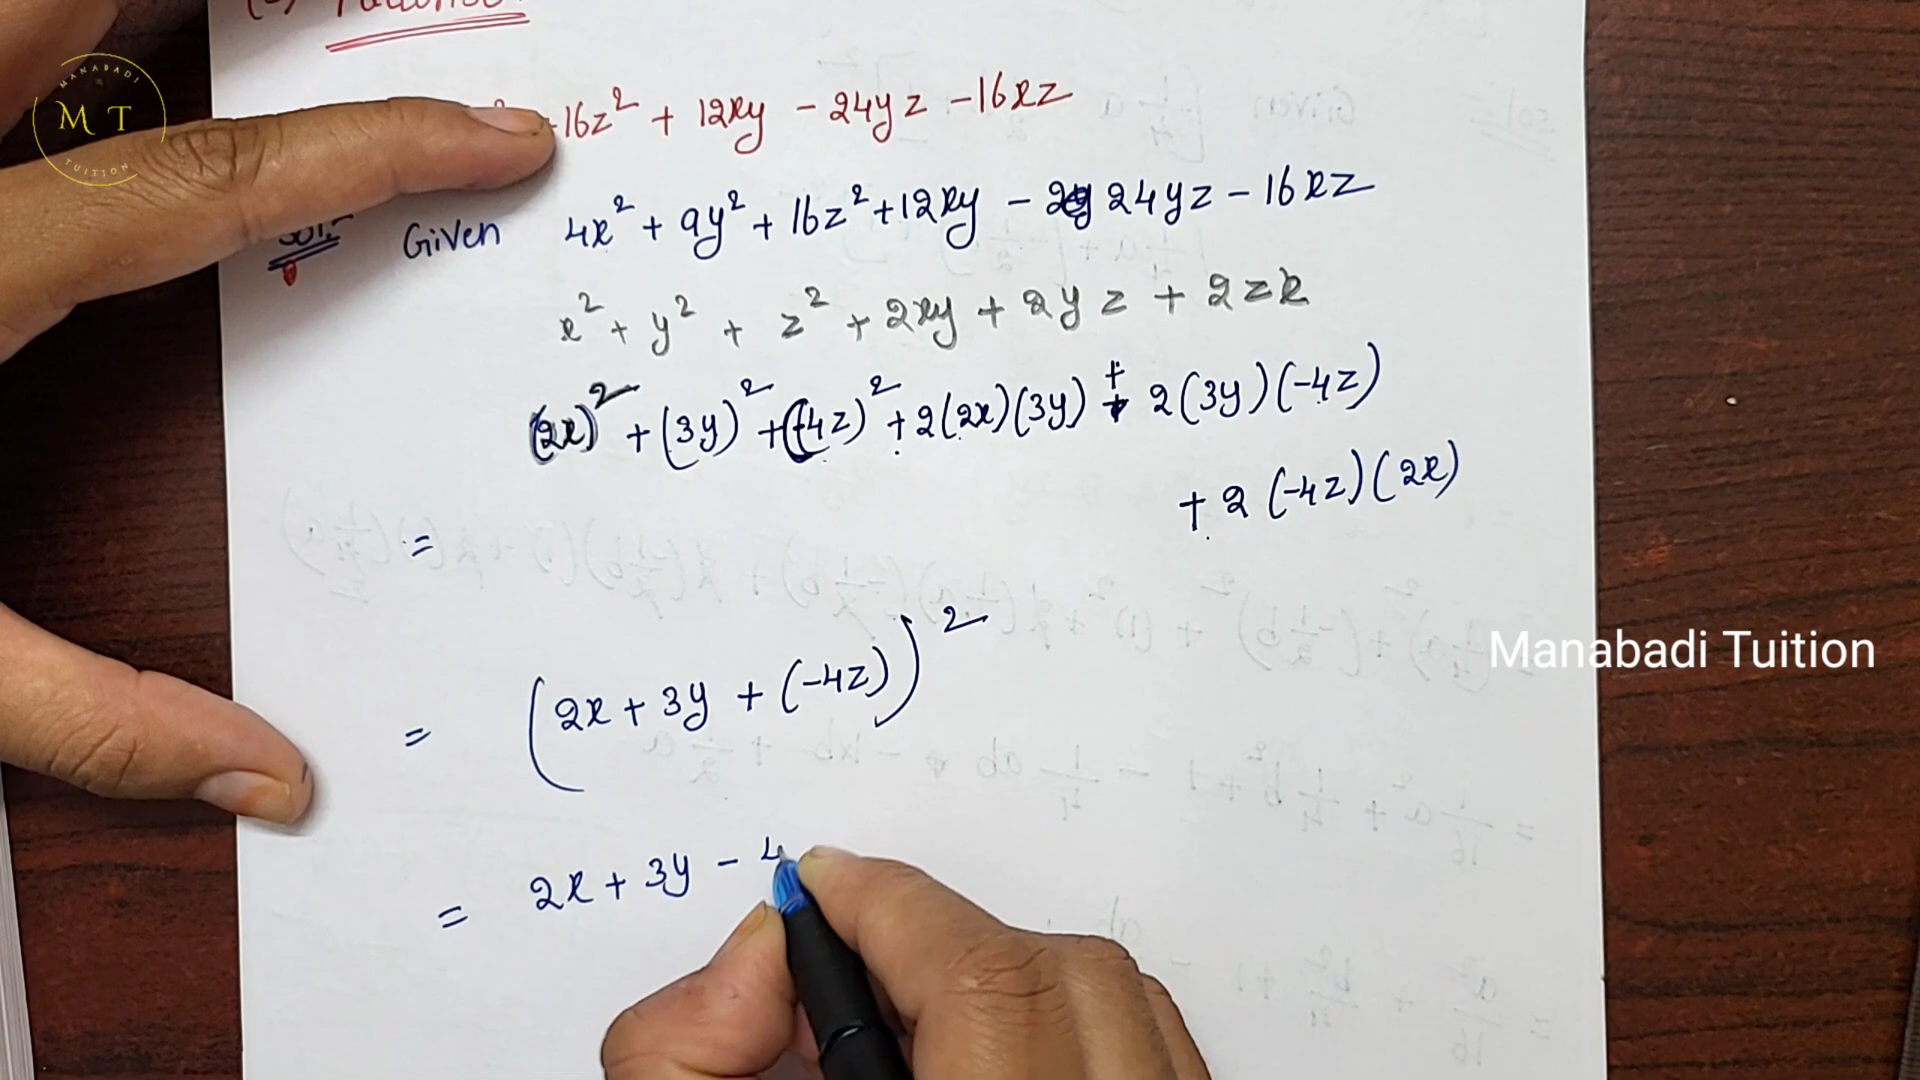 MANABADI
MT
TUITION
16z² + 12xy - 24yz - 16xz
Sol:- Given 4x² + 9y² + 16z² + 12xy - 24yz - 16xz
x² + y² + z² + 2xy + 2yz + 2zx
(2x)² + (3y)² + (-4z)² + 2(2x)(3y) + 2(3y)(-4z)
+ 2(-4z)(2x)
=
Manabadi Tuition
= (2x + 3y + (-4z))²
= 2x + 3y - 4